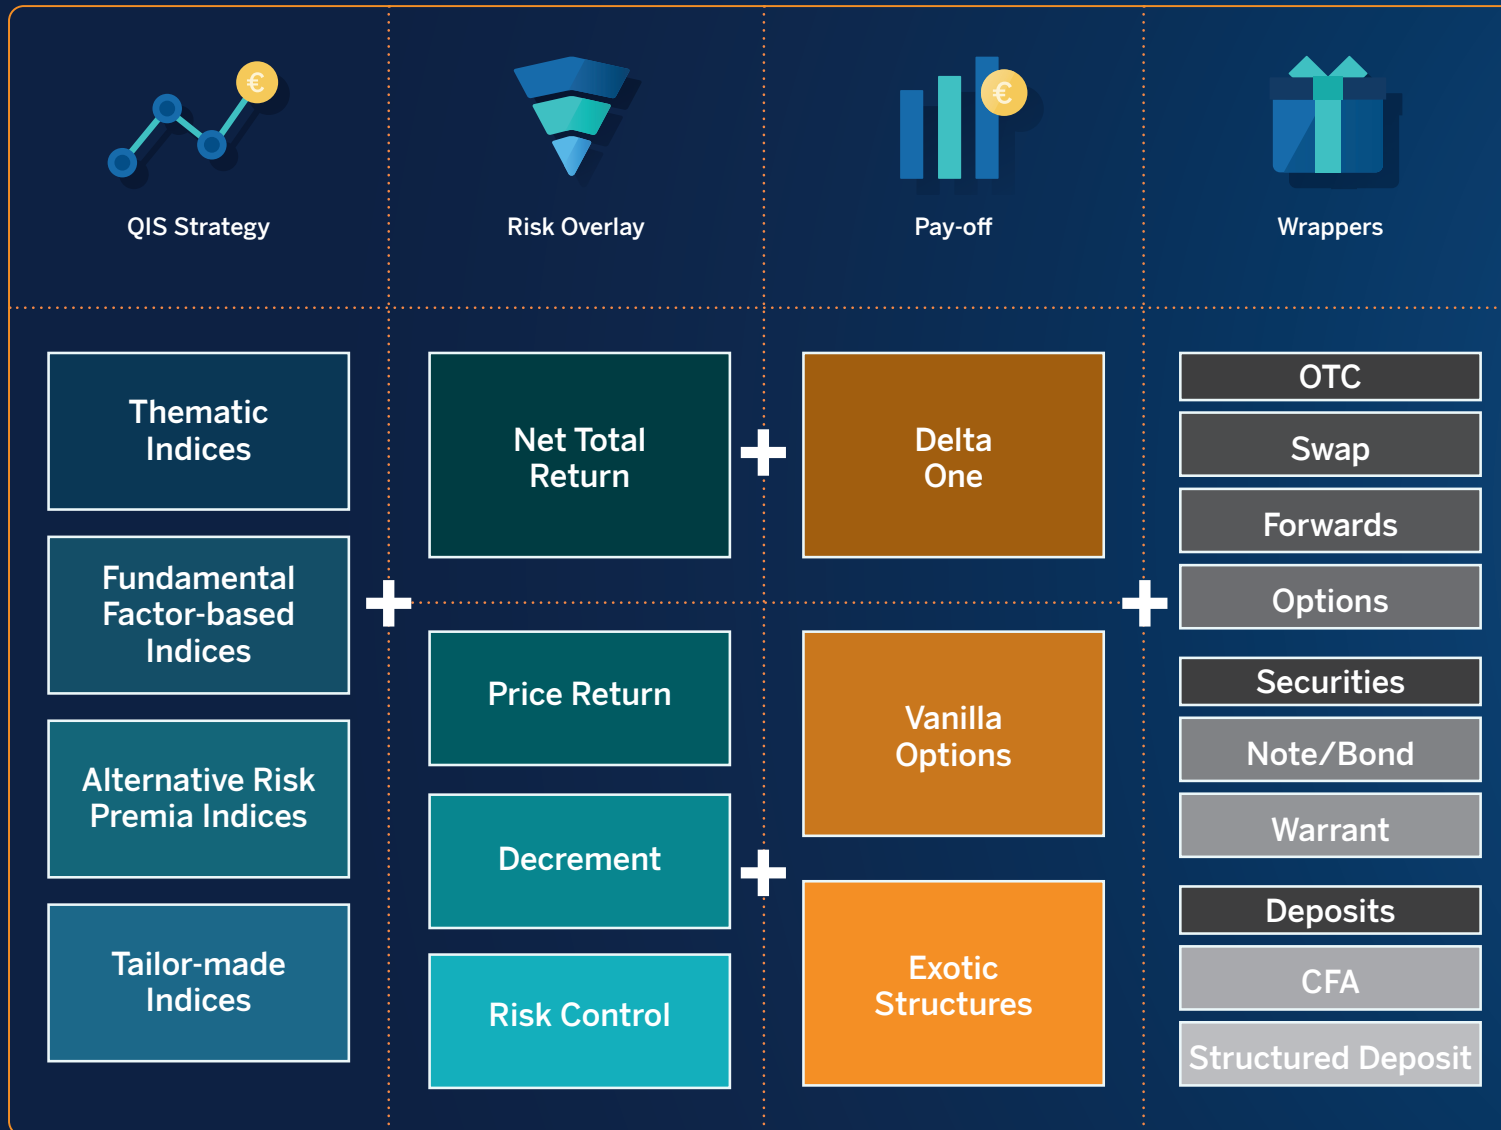 €
€
QIS Strategy
Risk Overlay
Pay-off
Wrappers
Thematic
Indices
Fundamental
Factor-based
Indices
Alternative Risk
Premia Indices
Tailor-made
Indices
+
Net Total
Return
Price Return
Decrement
Risk Control
+
+
Delta
One
Vanilla
Options
Exotic
Structures
+
OTC
Swap
Forwards
Options
Securities
Note/Bond
Warrant
Deposits
CFA
Structured Deposit